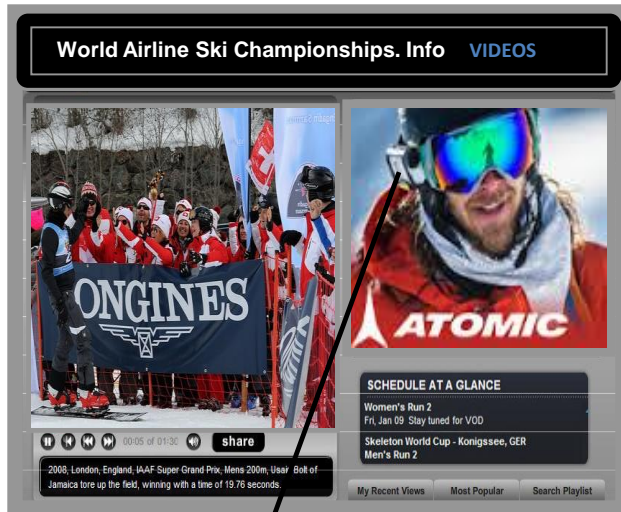 World Airline Ski Championships. Info VIDEOS
ONGINES
ATOMIC
00:05 of 01:30
share
2008, London, England, IAAF Super Grand Prix, Mens 200m, Usain Bolt of
Jamaica tore up the field, winning with a time of 19.76 seconds.
SCHEDULE AT A GLANCE
Women's Run 2
Fri, Jan 09 Stay tuned for VOD
Skeleton World Cup - Konigssee, GER
Men's Run 2
My Recent Views Most Popular Search Playlist